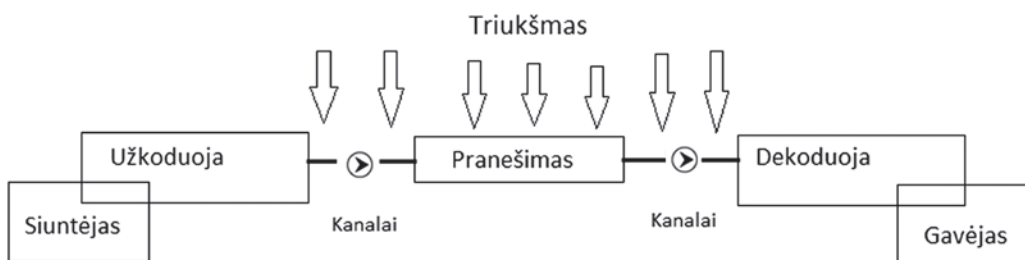 Triukšmas
Užkoduoja
Pranešimas
Dekoduoja
Siuntėjas
Kanalai
Kanalai
Gavėjas